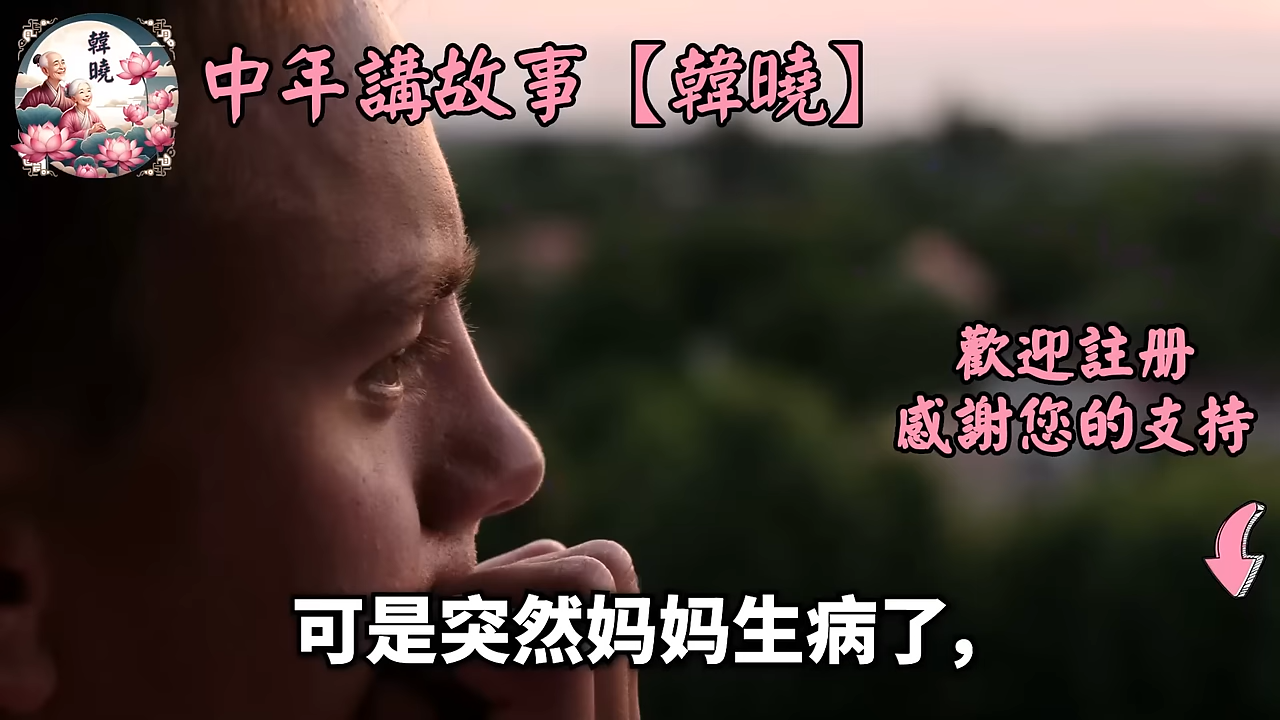 韓曉
中年講故事【韓曉】
歡迎註册
感謝您的支持
可是突然妈妈生病了，